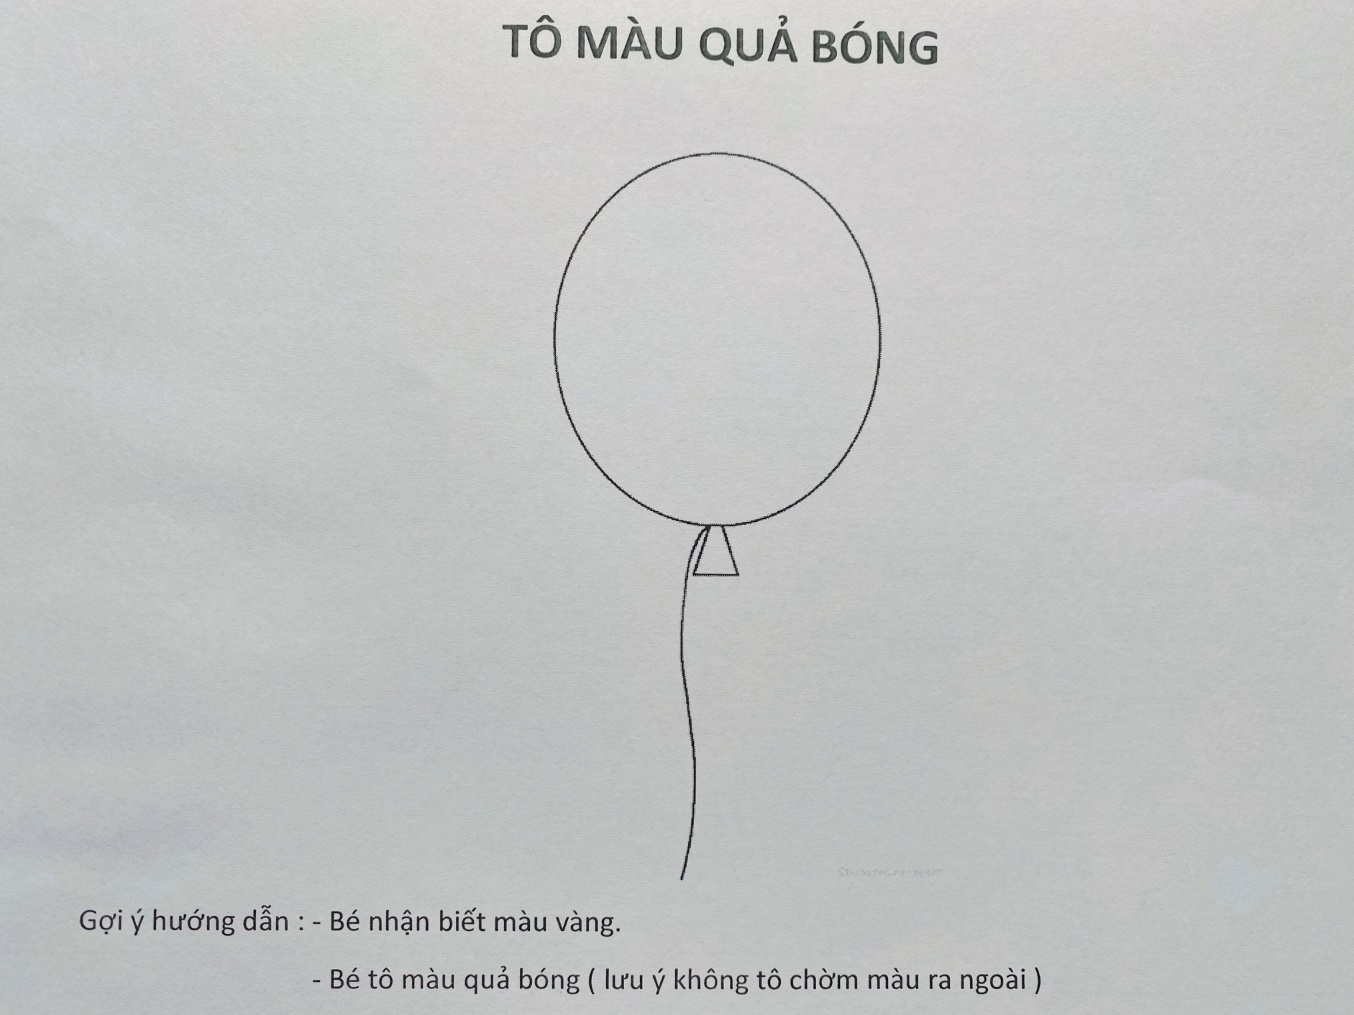 TÔ MÀU QUẢ BÓNG
Gợi ý hướng dẫn : - Bé nhận biết màu vàng.
- Bé tô màu quả bóng ( lưu ý không tô chờm màu ra ngoài )